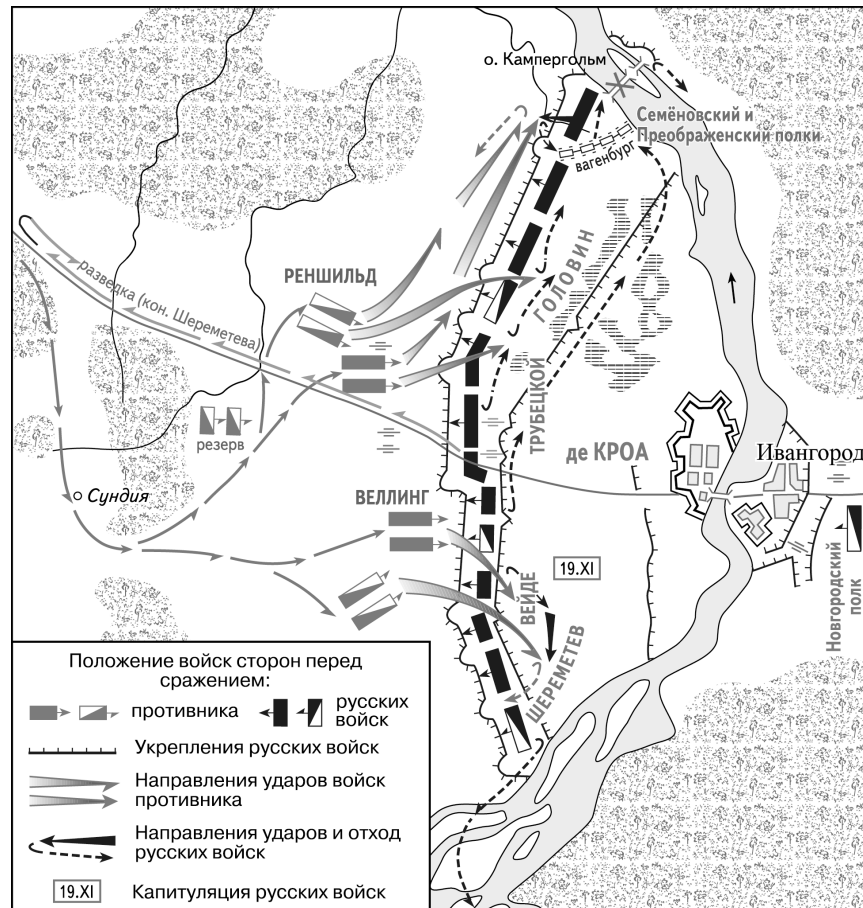 о. Кампергольм
Семёновский и
Преображенский полки
вагенбург
РЕНШИЛЬД
разведка (кон. Шереметева)
ГОЛОВИН
резерв
ТРУБЕЦКОЙ
де КРОА
Ивангород
Сундия
ВЕЛЛИНГ
19.XI
ВЕЙДЕ
ШЕРЕМЕТЕВ
Новгородский
полк
Положение войск сторон перед
сражением:
противника
русских
войск
Укрепления русских войск
Направления ударов войск
противника
Направления ударов и отход
русских войск
19.XI
Капитуляция русских войск